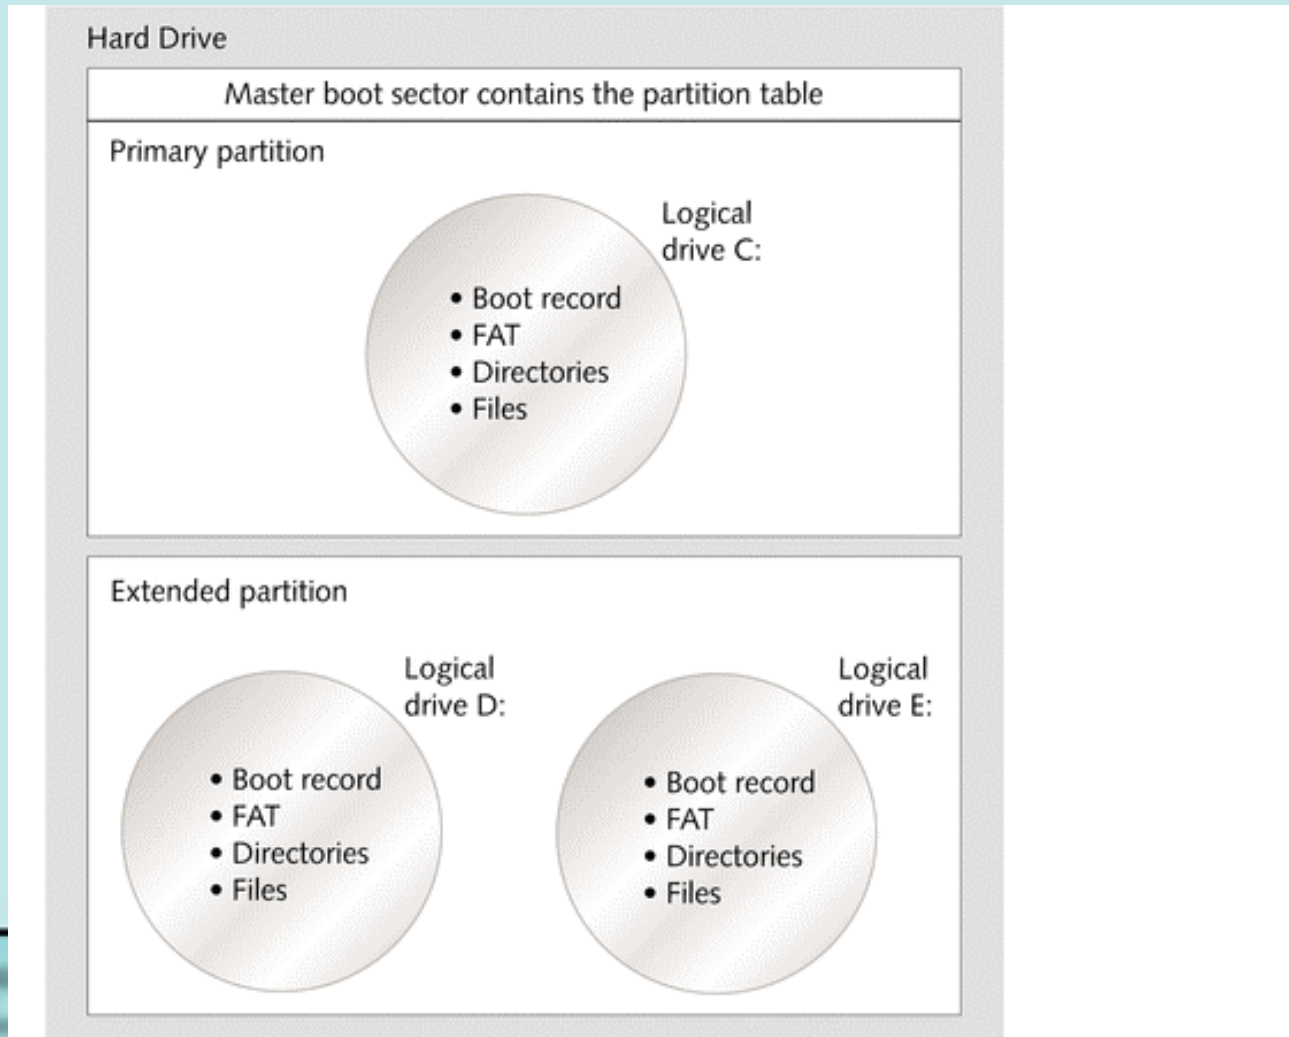 Hard Drive
Master boot sector contains the partition table
Primary partition
Logical
drive C:
• Boot record
• FAT
• Directories
• Files
Extended partition
Logical
drive D:
• Boot record
• FAT
• Directories
• Files
Logical
drive E:
• Boot record
• FAT
• Directories
• Files